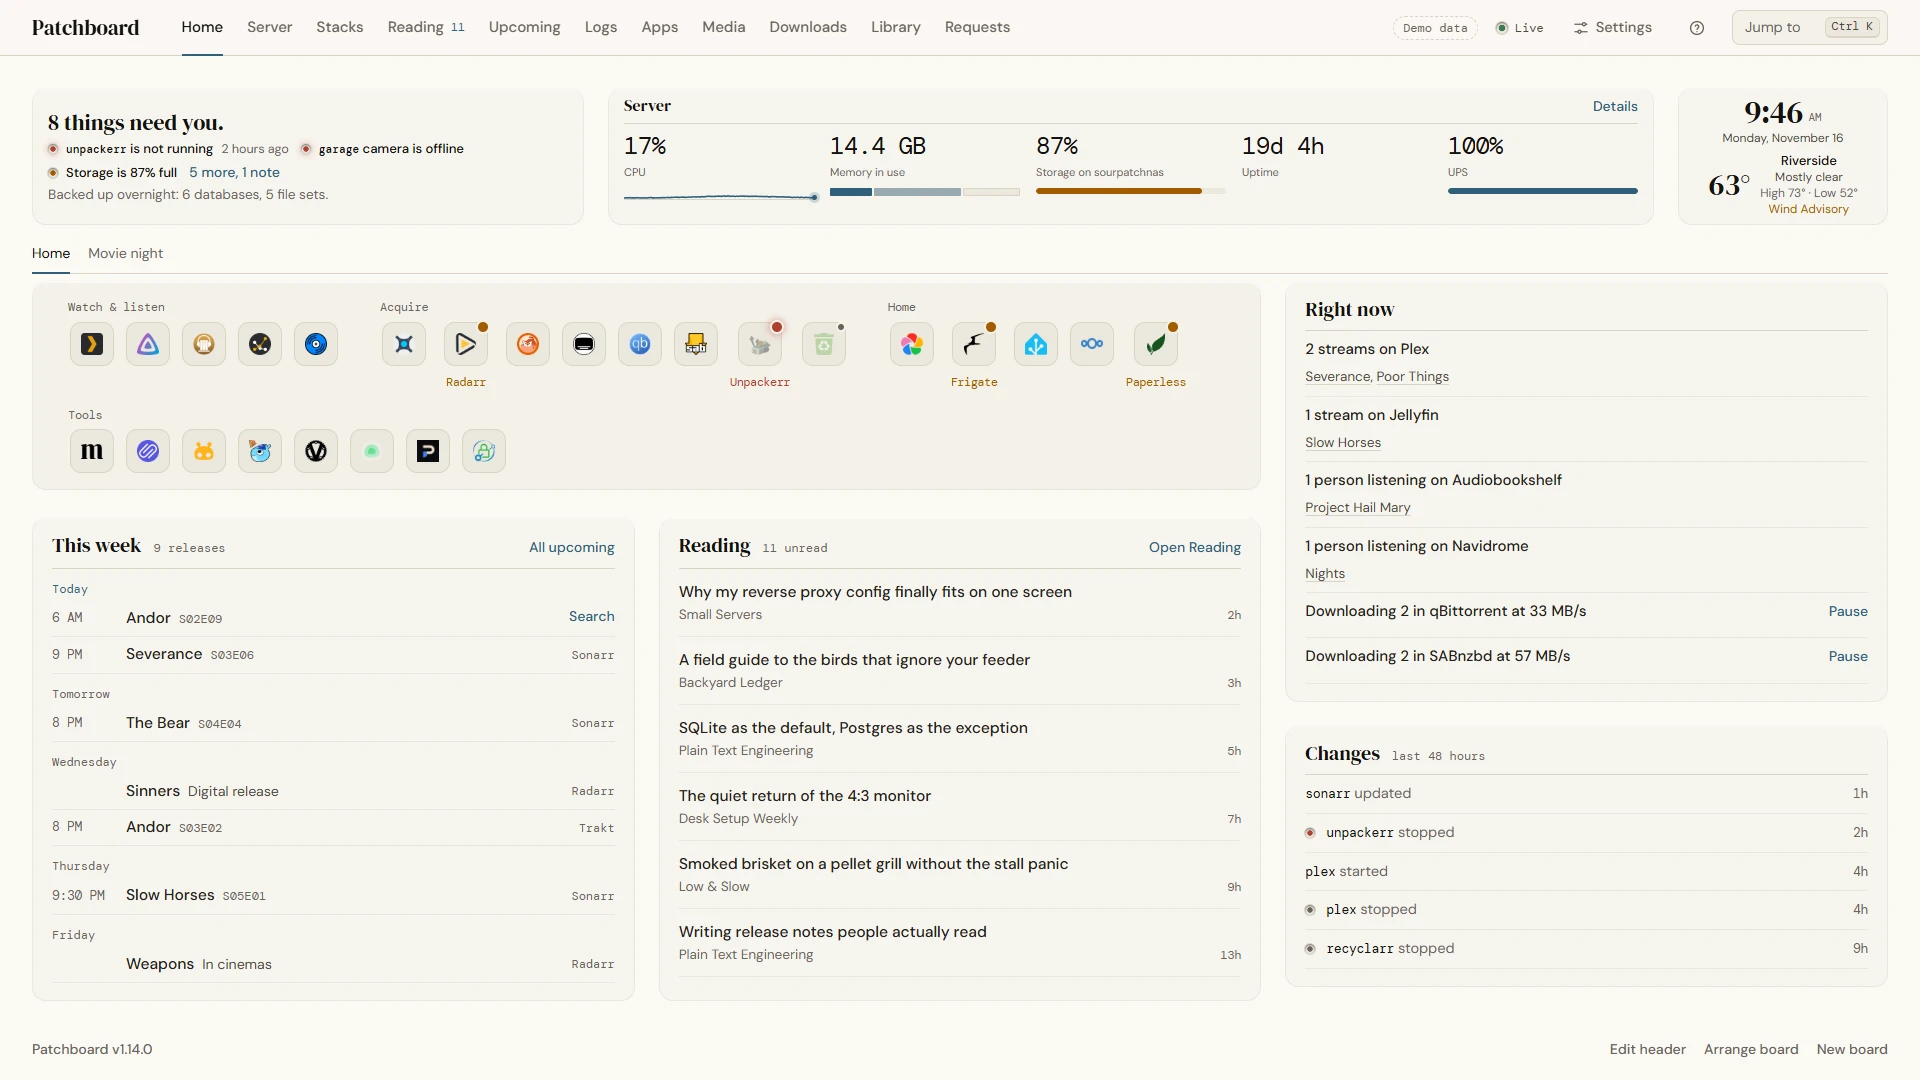 Patchboard
Home
Server
Stacks
Reading 11
Upcoming
Logs
Apps
Media
Downloads
Library
Requests
Demo data
Live
Settings
Jump to
Ctrl K
8 things need you.
unpackerr is not running 2 hours ago garage camera is offline
Storage is 87% full 5 more, 1 note
Backed up overnight: 6 databases, 5 file sets.
Server
Details
17%
CPU
14.4 GB
Memory in use
87%
Storage on sourpatchnas
19d 4h
Uptime
100%
UPS
9:46 AM
Monday, November 16
63°
Riverside
Mostly clear
High 73° · Low 52°
Wind Advisory
Home
Movie night
Watch & listen
Acquire
qb
sab
Radarr
Unpackerr
Home
Frigate
Paperless
Tools
m
This week 9 releases
All upcoming
Today
6 AM Andor S02E09 Search
9 PM Severance S03E06 Sonarr
Tomorrow
8 PM The Bear S04E04 Sonarr
Wednesday
Sinners Digital release Radarr
8 PM Andor S03E02 Trakt
Thursday
9:30 PM Slow Horses S05E01 Sonarr
Friday
Weapons In cinemas Radarr
Reading 11 unread
Open Reading
Why my reverse proxy config finally fits on one screen
Small Servers 2h
A field guide to the birds that ignore your feeder
Backyard Ledger 3h
SQLite as the default, Postgres as the exception
Plain Text Engineering 5h
The quiet return of the 4:3 monitor
Desk Setup Weekly 7h
Smoked brisket on a pellet grill without the stall panic
Low & Slow 9h
Writing release notes people actually read
Plain Text Engineering 13h
Right now
2 streams on Plex
Severance, Poor Things
1 stream on Jellyfin
Slow Horses
1 person listening on Audiobookshelf
Project Hail Mary
1 person listening on Navidrome
Nights
Downloading 2 in qBittorrent at 33 MB/s Pause
Downloading 2 in SABnzbd at 57 MB/s Pause
Changes last 48 hours
sonarr updated 1h
unpackerr stopped 2h
plex started 4h
plex stopped 4h
recyclarr stopped 9h
Patchboard v1.14.0
Edit header
Arrange board
New board